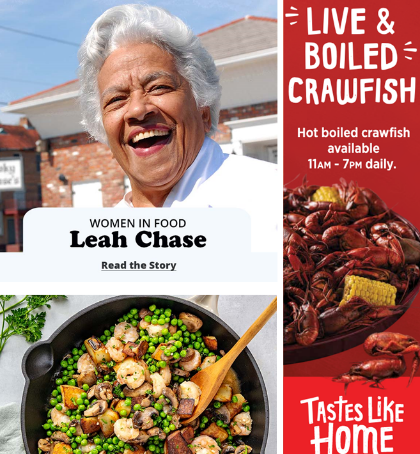 WOMEN IN FOOD
Leah Chase
Read the Story
LIVE &
BOILED
CRAWFISH
Hot boiled crawfish
available
11AM - 7PM daily.
TASTES LIKE
HOME